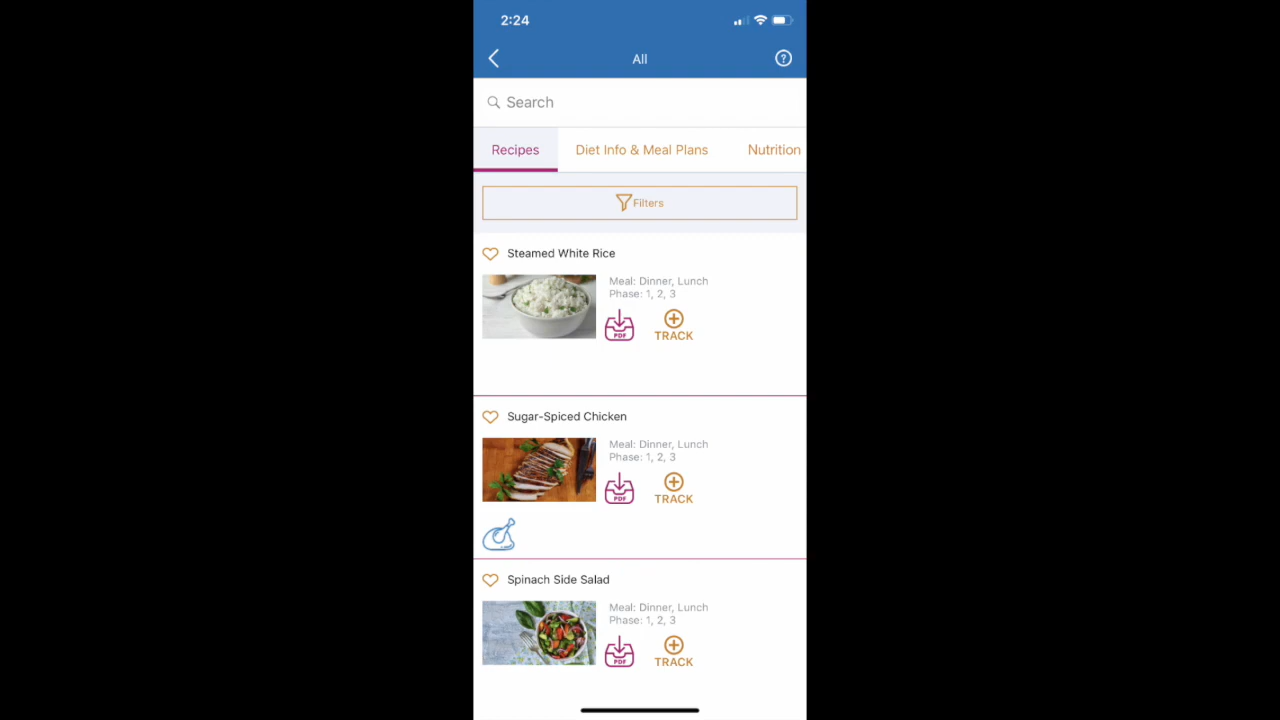 2:24
All
Search
Recipes
Diet Info & Meal Plans
Nutrition
Filters
Steamed White Rice
Meal: Dinner, Lunch
Phase: 1, 2, 3
PDF
TRACK
Sugar-Spiced Chicken
Meal: Dinner, Lunch
Phase: 1, 2, 3
PDF
TRACK
Spinach Side Salad
Meal: Dinner, Lunch
Phase: 1, 2, 3
PDF
TRACK